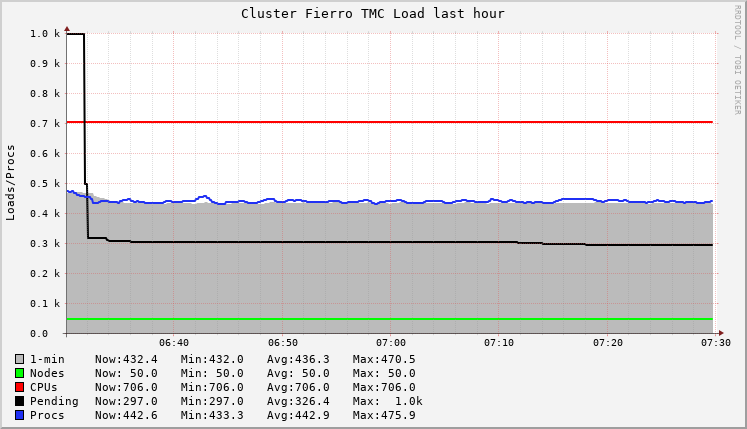 Cluster Fierro TMC Load last hour
RRDTOOL / TOBI OETIKER
Loads/Procs
1.0 k
0.9 k
0.8 k
0.7 k
0.6 k
0.5 k
0.4 k
0.3 k
0.2 k
0.1 k
0.0
06:40 06:50 07:00 07:10 07:20 07:30
1-min Now:432.4 Min:432.0 Avg:436.3 Max:470.5
Nodes Now: 50.0 Min: 50.0 Avg: 50.0 Max: 50.0
CPUs Now:706.0 Min:706.0 Avg:706.0 Max:706.0
Pending Now:297.0 Min:297.0 Avg:326.4 Max: 1.0k
Procs Now:442.6 Min:433.3 Avg:442.9 Max:475.9